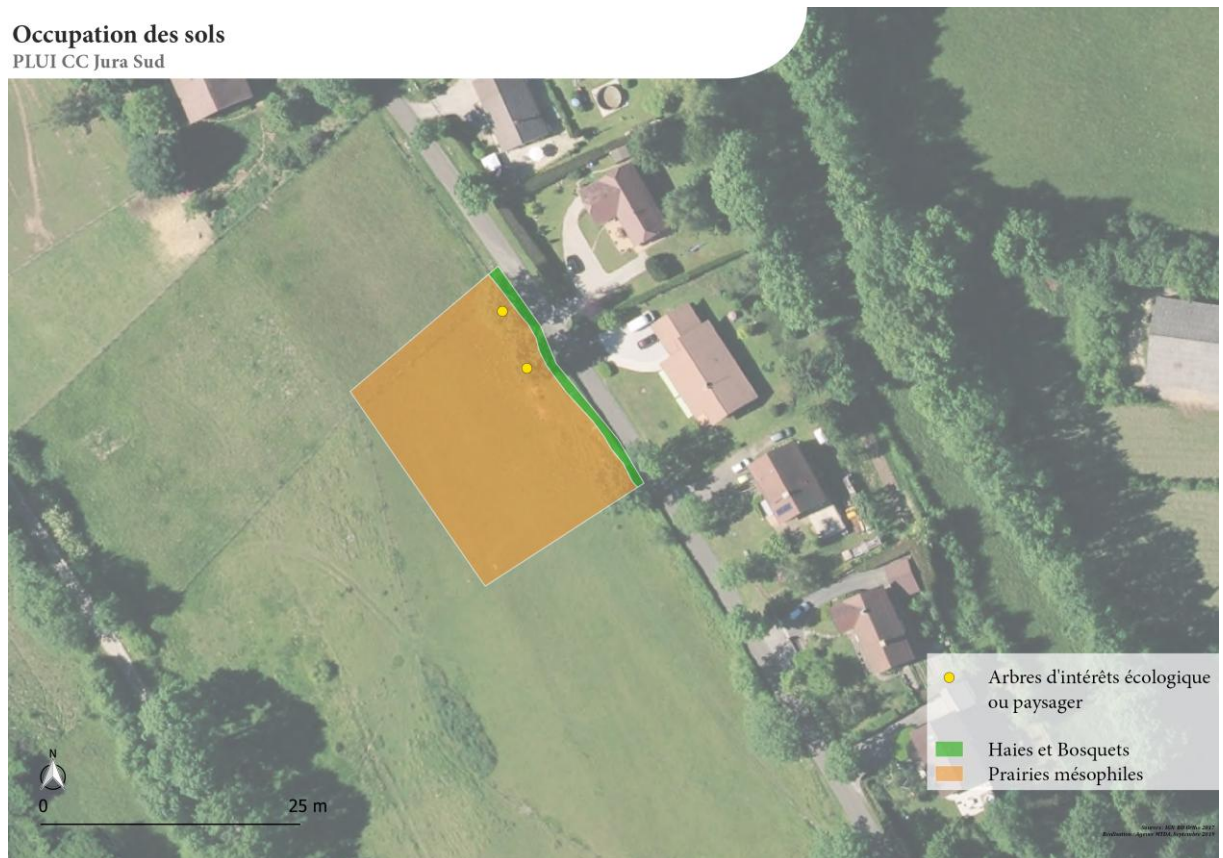 Occupation des sols
PLUI CC Jura Sud
Arbres d'intérêts écologique
ou paysager
Haies et Bosquets
Prairies mésophiles
N
0 25 m